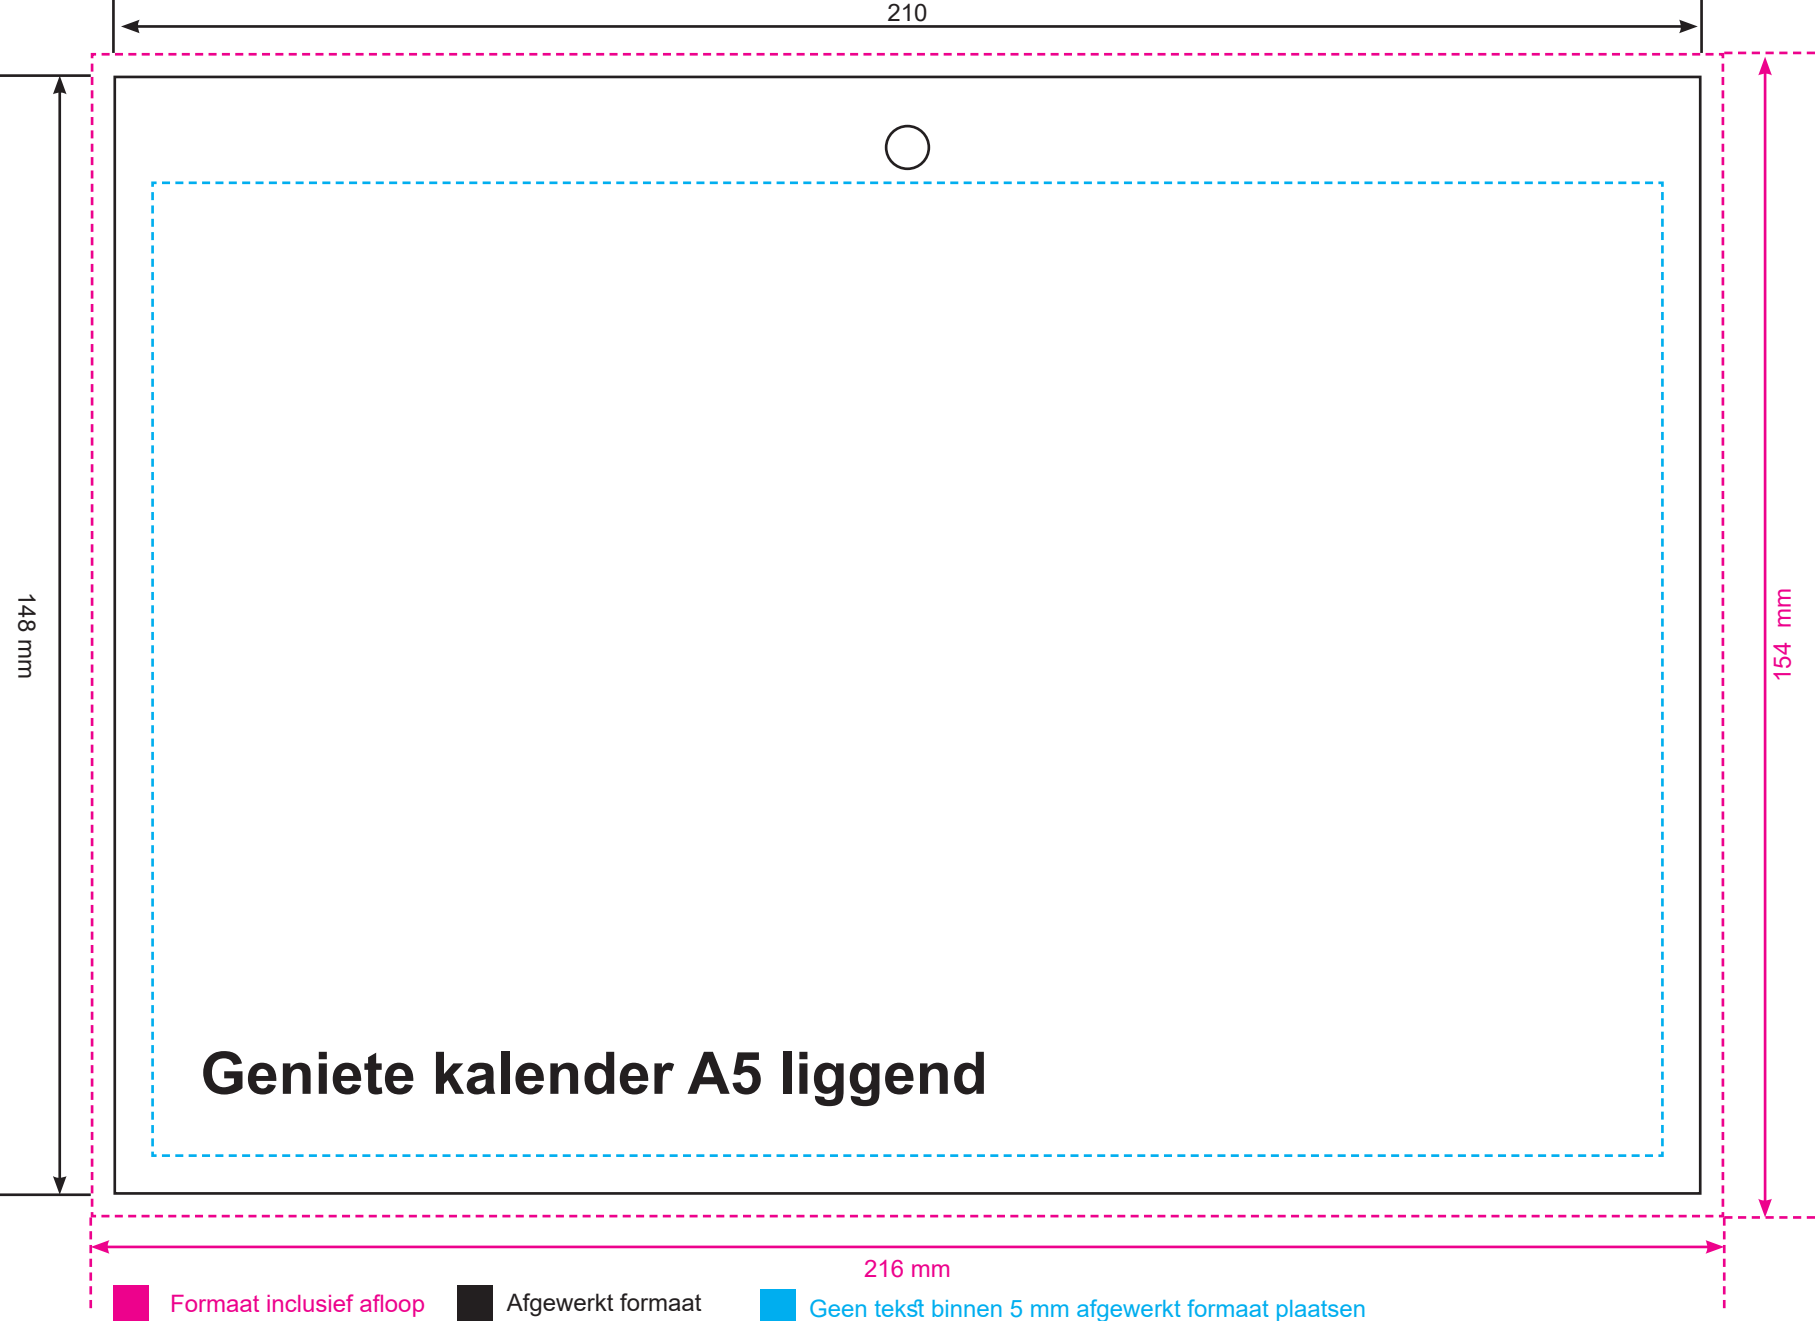 210
148 mm
154 mm
Geniete kalender A5 liggend
216 mm
Formaat inclusief afloop
Afgewerkt formaat
Geen tekst binnen 5 mm afgewerkt formaat plaatsen